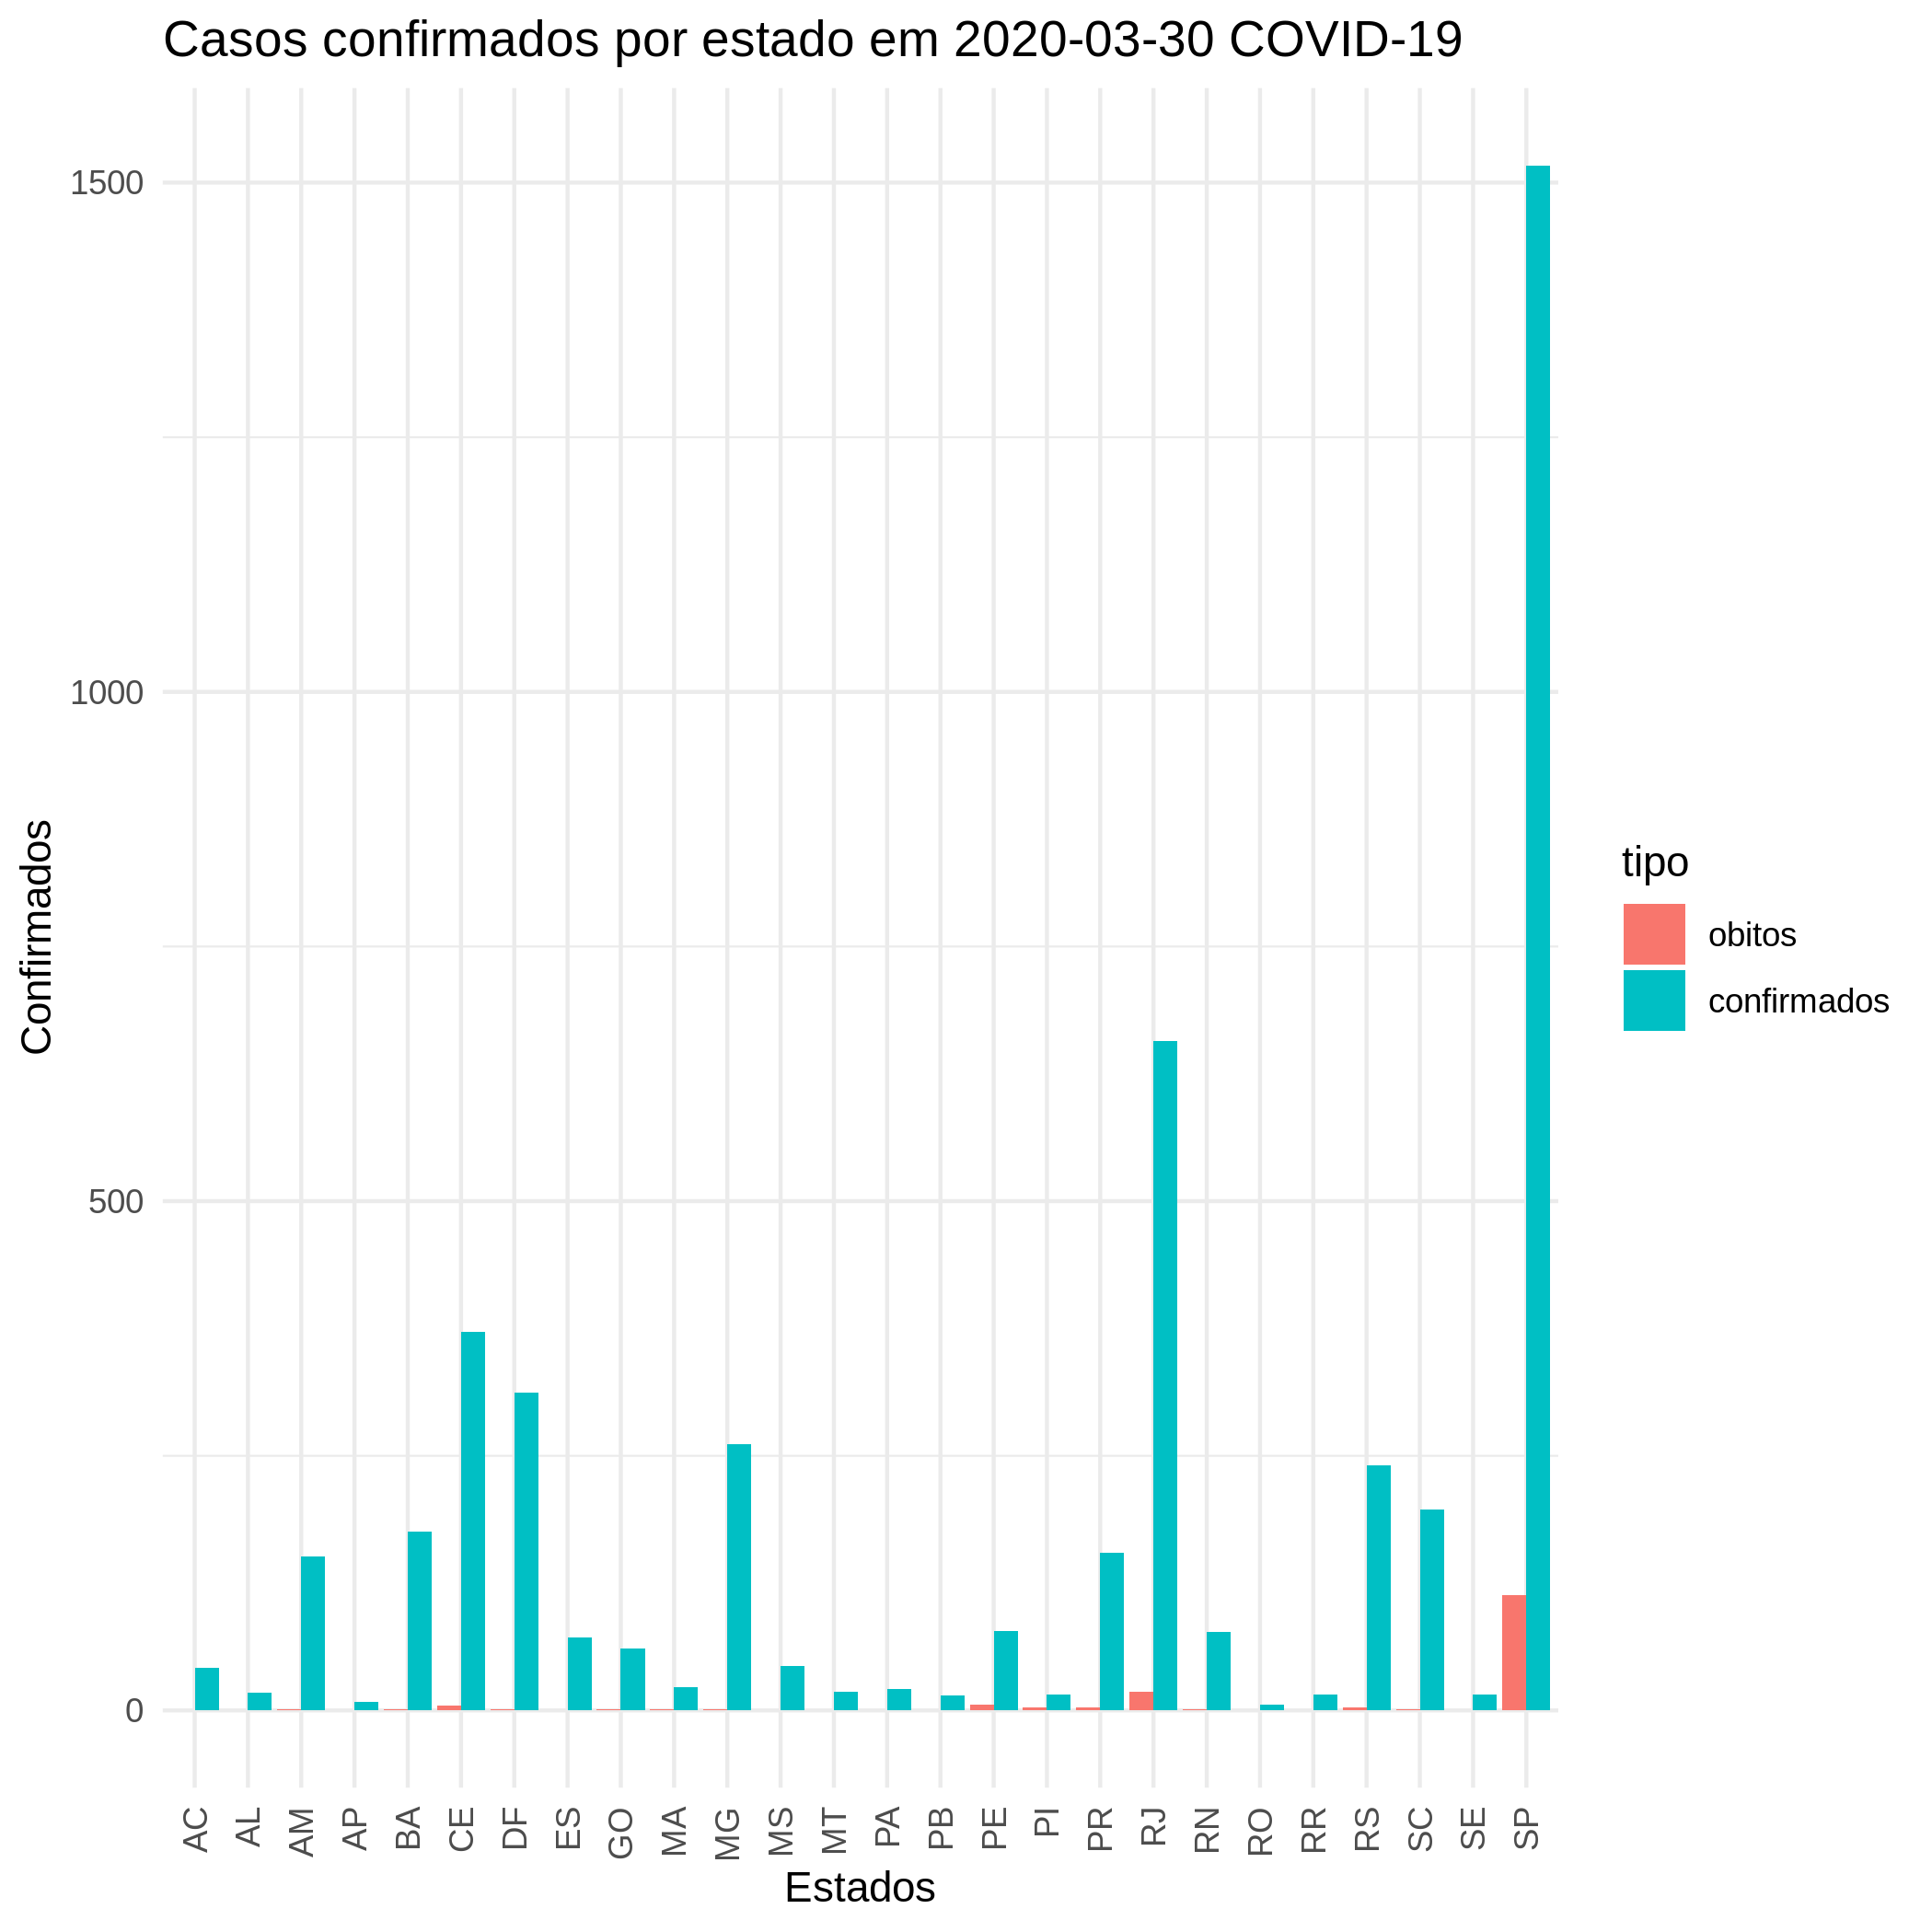 Casos confirmados por estado em 2020-03-30 COVID-19
Confirmados
1500
1000
500
0
AC AL AM AP BA CE DF ES GO MA MG MS MT PA PB PE PI PR RJ RN RO RR RS SC SE SP
Estados
tipo
obitos
confirmados